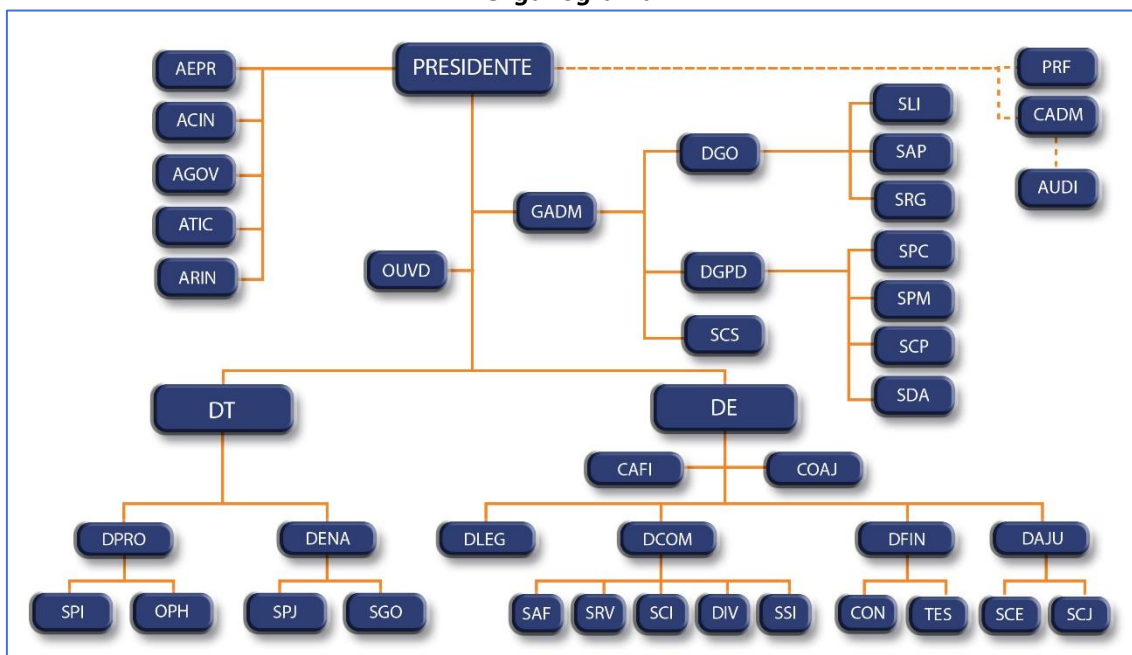 AEPR
PRESIDENTE
PRF
ACIN
SLI
CADM
DGO
SAP
AGOV
AUDI
SRG
GADM
ATIC
SPC
OUVD
DGPD
ARIN
SPM
SCS
SCP
SDA
DT
DE
CAFI
COAJ
DPRO
DENA
DLEG
DCOM
DFIN
DAJU
SPI
OPH
SPJ
SGO
SAF
SRV
SCI
DIV
SSI
CON
TES
SCE
SCJ